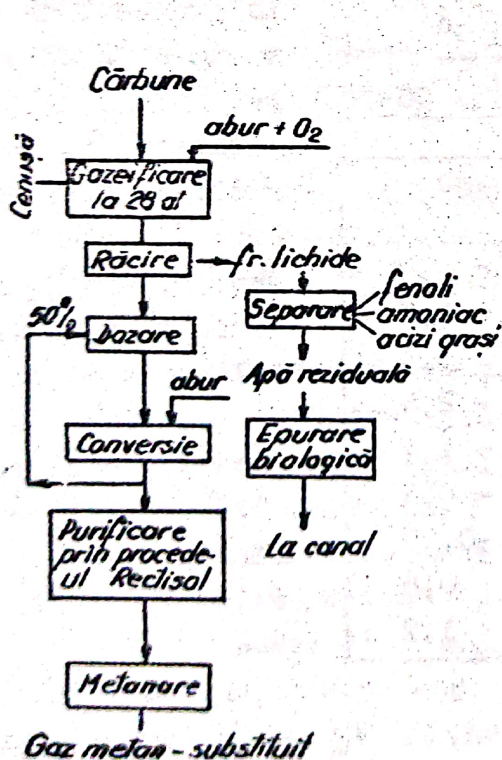 Cărbune
abur + O₂
Cenușă
Gazeificare
la 28 at
Răcire
fr. lichide
fenoli
Separare
amoniac
acizi grași
50%
Dozare
Apă reziduală
abur
Conversie
Epurare
biologică
Purificare
prin procede-
ul Rectisol
La canal
Metanare
Gaz metan - substituit